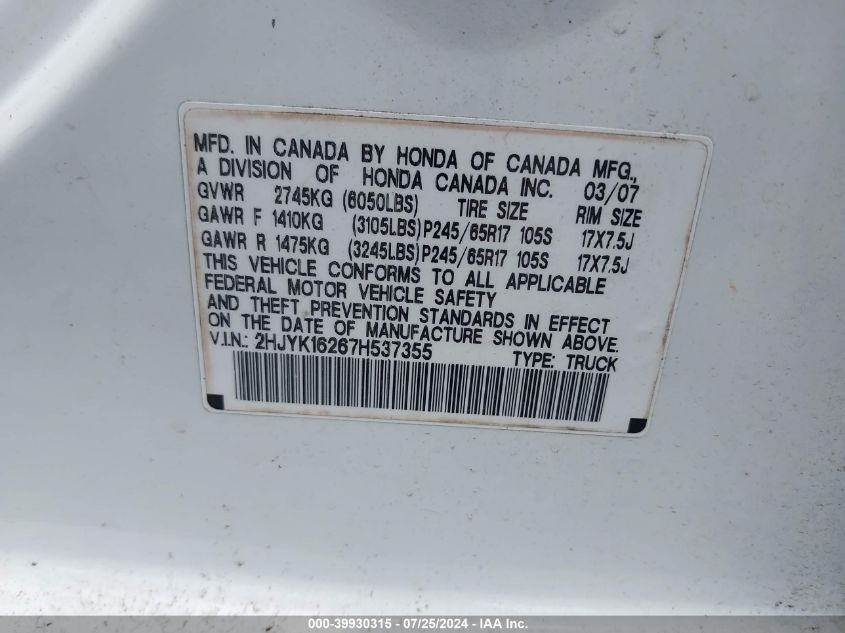 MFD. IN CANADA BY HONDA OF CANADA MFG.,
A DIVISION OF HONDA CANADA INC. 03/07
GVWR 2745KG (6050LBS) TIRE SIZE RIM SIZE
GAWR F 1410KG (3105LBS) P245/65R17 105S 17X7.5J
GAWR R 1475KG (3245LBS) P245/65R17 105S 17X7.5J
THIS VEHICLE CONFORMS TO ALL APPLICABLE
FEDERAL MOTOR VEHICLE SAFETY
AND THEFT PREVENTION STANDARDS IN EFFECT
ON THE DATE OF MANUFACTURE SHOWN ABOVE.
V.I.N.: 2HJYK16267H537355 TYPE: TRUCK
000-39930315 - 07/25/2024 - IAA Inc.